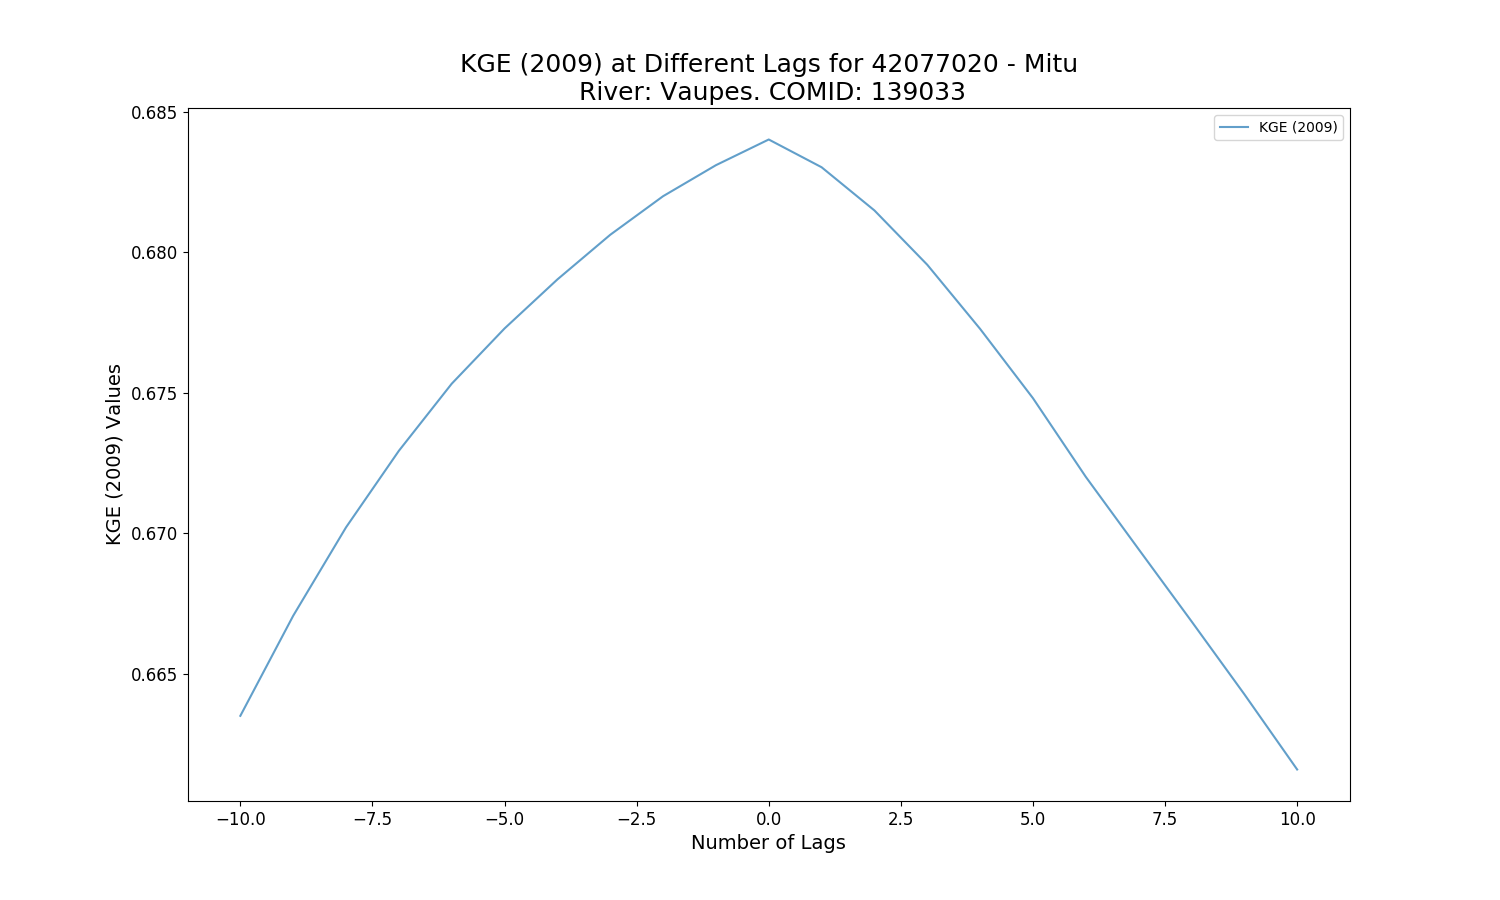 KGE (2009) at Different Lags for 42077020 - Mitu
River: Vaupes. COMID: 139033
KGE (2009)
KGE (2009) Values
0.685
0.680
0.675
0.670
0.665
−10.0 −7.5 −5.0 −2.5 0.0 2.5 5.0 7.5 10.0
Number of Lags